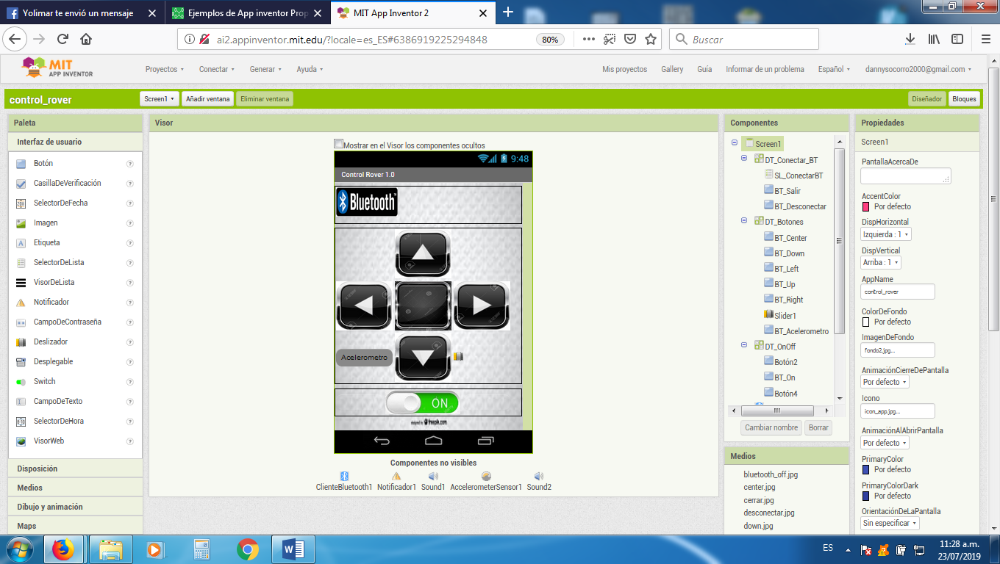 Yolimar te envió un mensaje
Ejemplos de App inventor Prop
MIT App Inventor 2
ai2.appinventor.mit.edu/?locale=es_ES#6386919225294848
80%
Buscar
MIT
APP INVENTOR
Proyectos
Conectar
Generar
Ayuda
Mis proyectos
Gallery
Guía
Informar de un problema
Español
dannysocorro2000@gmail.com
control_rover
Screen1
Añadir ventana
Eliminar ventana
Diseñador
Bloques
Paleta
Interfaz de usuario
Botón
CasillaDeVerificación
SelectorDeFecha
Imagen
Etiqueta
SelectorDeLista
VisorDeLista
Notificador
CampoDeContraseña
Deslizador
Desplegable
Switch
CampoDeTexto
SelectorDeHora
VisorWeb
Disposición
Medios
Dibujo y animación
Maps
Visor
Mostrar en el Visor los componentes ocultos
9:48
Control Rover 1.0
Bluetooth™
Acelerometro
ON
designed by freepik.com
Componentes no visibles
ClienteBluetooth1
Notificador1
Sound1
AccelerometerSensor1
Sound2
Componentes
Screen1
DT_Conectar_BT
SL_ConectarBT
BT_Salir
BT_Desconectar
DT_Botones
BT_Center
BT_Down
BT_Left
BT_Up
BT_Right
Slider1
BT_Acelerometro
DT_OnOff
Botón2
BT_On
Botón4
Cambiar nombre
Borrar
Medios
bluetooth_off.jpg
center.jpg
cerrar.jpg
desconectar.jpg
down.jpg
Propiedades
Screen1
PantallaAcercaDe
AccentColor
Por defecto
DispHorizontal
Izquierda : 1
DispVertical
Arriba : 1
AppName
control_rover
ColorDeFondo
Por defecto
ImagenDeFondo
fondo2.jpg...
AnimaciónCierreDePantalla
Por defecto
Icono
icon_app.jpg...
AnimaciónAlAbrirPantalla
Por defecto
PrimaryColor
Por defecto
PrimaryColorDark
Por defecto
OrientaciónDeLaPantalla
Sin especificar
ES
11:28 a.m.
23/07/2019